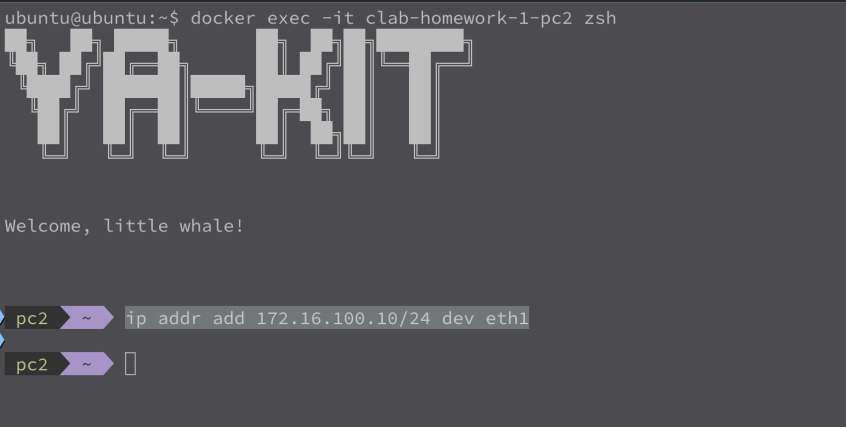 ubuntu@ubuntu:~$ docker exec -it clab-homework-1-pc2 zsh
YA-KIT
Welcome, little whale!
pc2 ~ ip addr add 172.16.100.10/24 dev eth1
pc2 ~